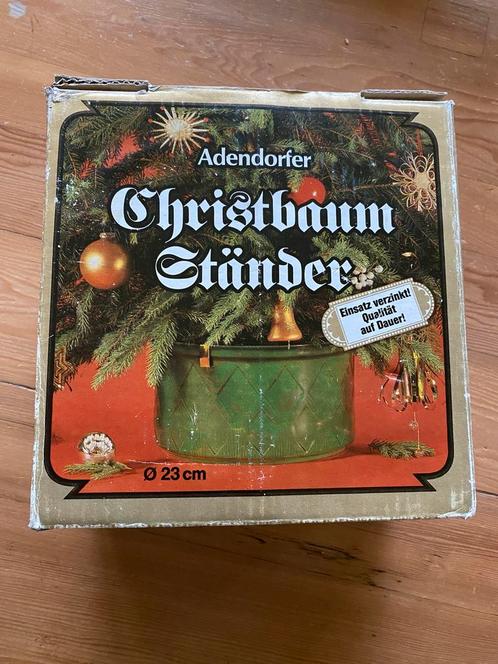 Adendorfer
Christbaum
Ständer
Einsatz verzinkt!
Qualität
auf Dauer!
Ø 23 cm